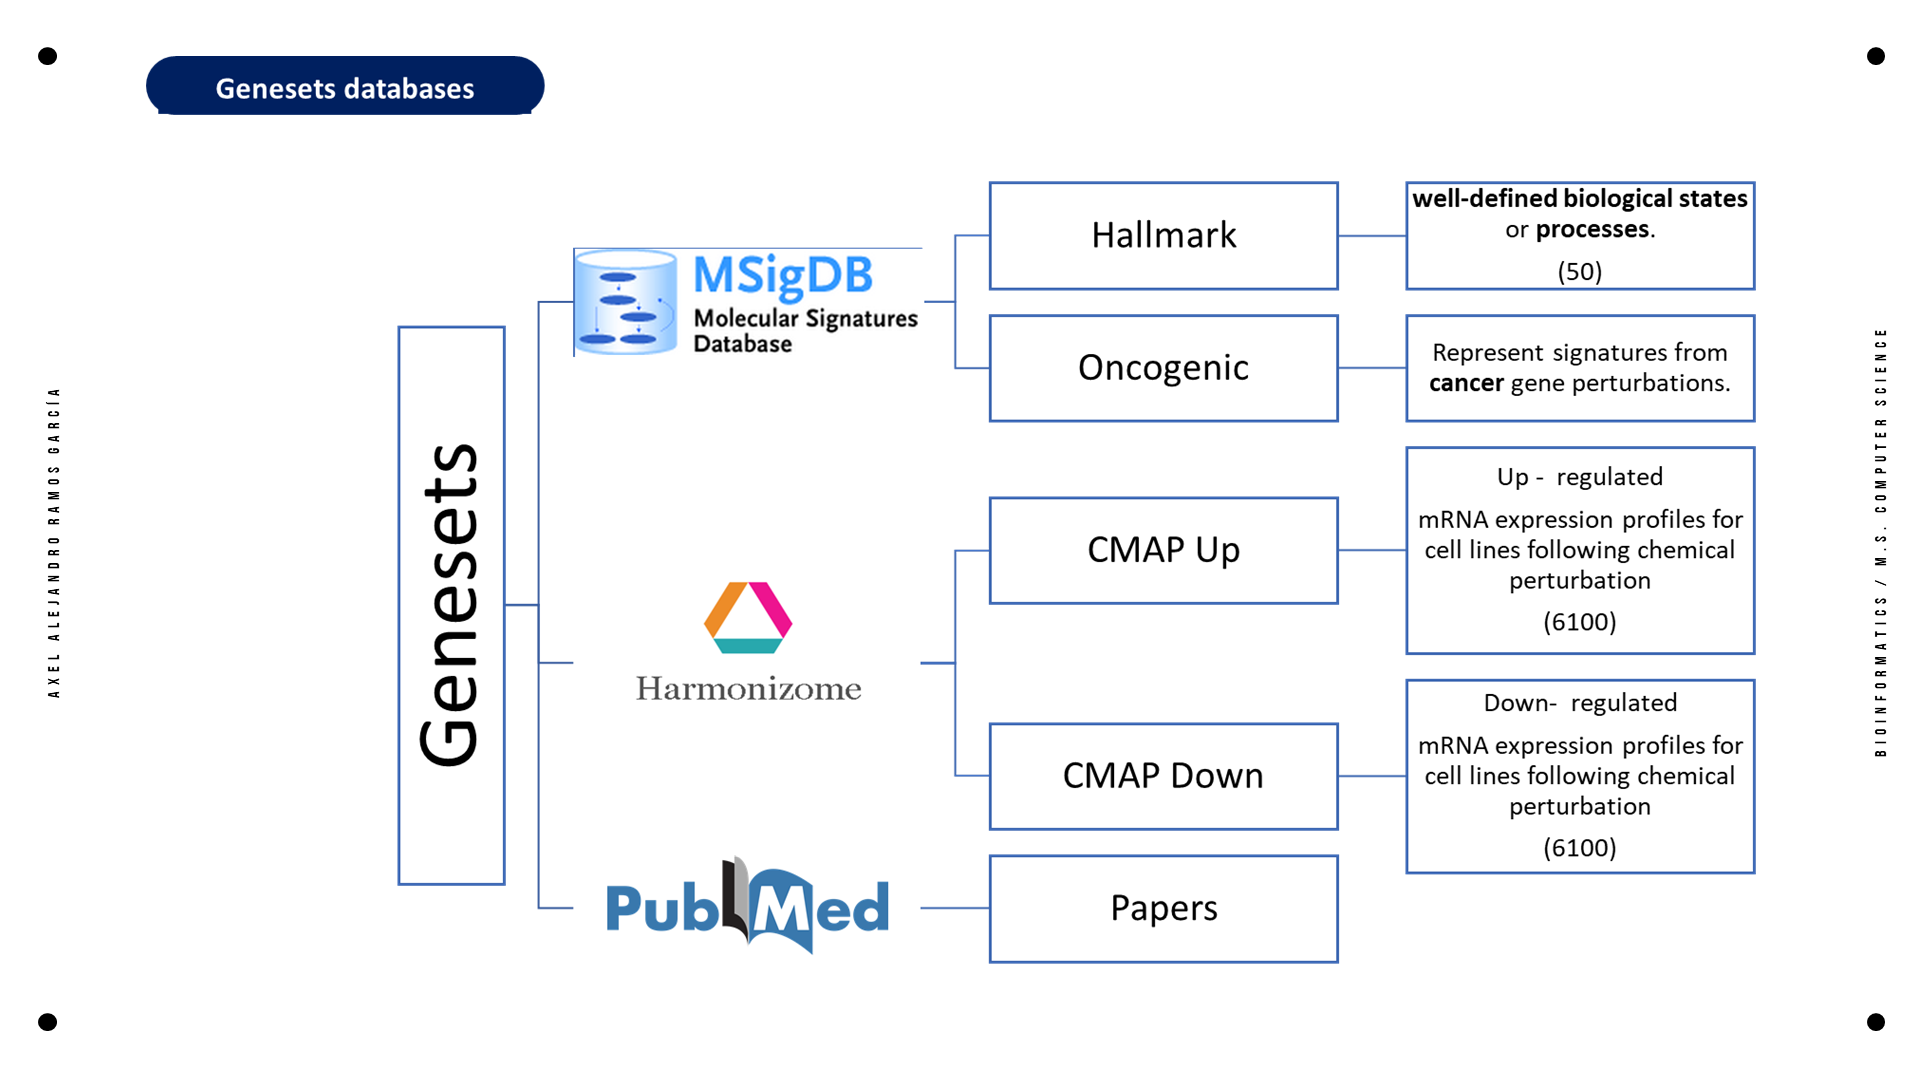 Genesets databases
AXEL ALEJANDRO RAMOS GARCÍA
Genesets
MSigDB
Molecular Signatures
Database
Hallmark
well-defined biological states
or processes.
(50)
Oncogenic
Represent signatures from
cancer gene perturbations.
Harmonizome
CMAP Up
Up -  regulated
mRNA expression profiles for
cell lines following chemical
perturbation
(6100)
CMAP Down
Down-  regulated
mRNA expression profiles for
cell lines following chemical
perturbation
(6100)
PubMed
Papers
BIOINFORMATICS / M.S. COMPUTER SCIENCE